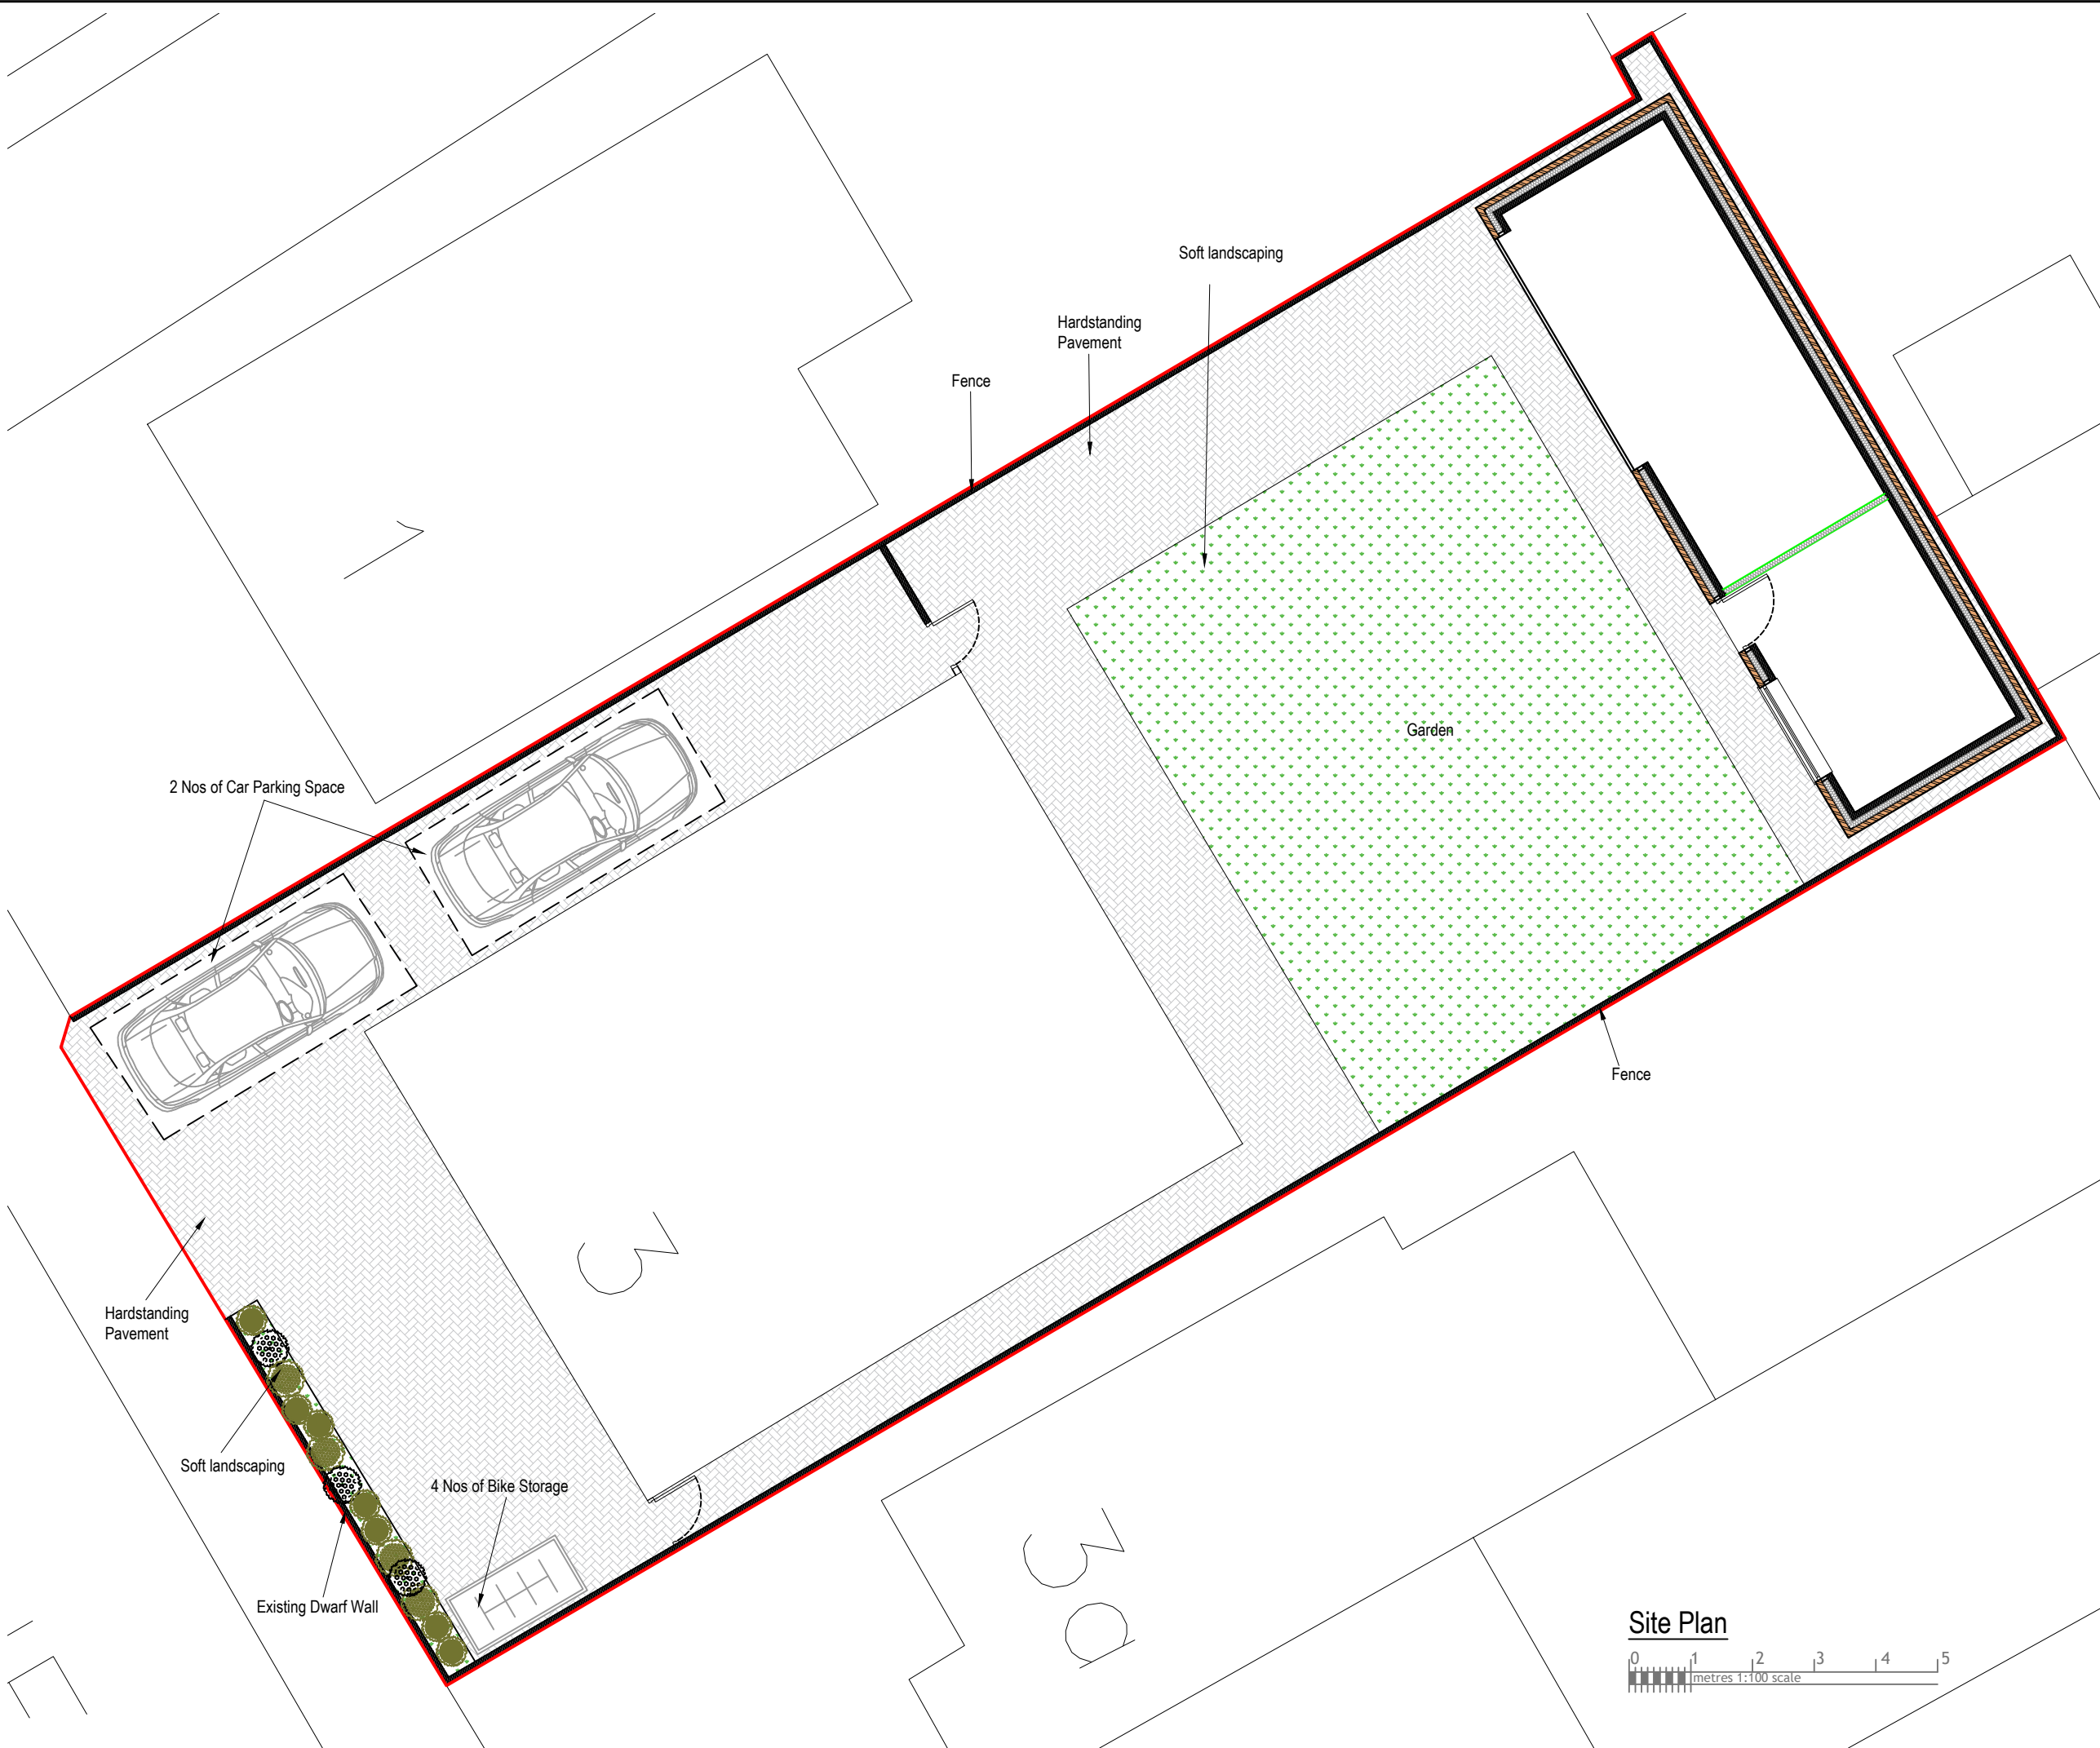 Soft landscaping
Hardstanding
Pavement
Fence
Garden
2 Nos of Car Parking Space
Fence
3
Hardstanding
Pavement
Soft landscaping
4 Nos of Bike Storage
Existing Dwarf Wall
1
3a
Site Plan
0 1 2 3 4 5
metres 1:100 scale